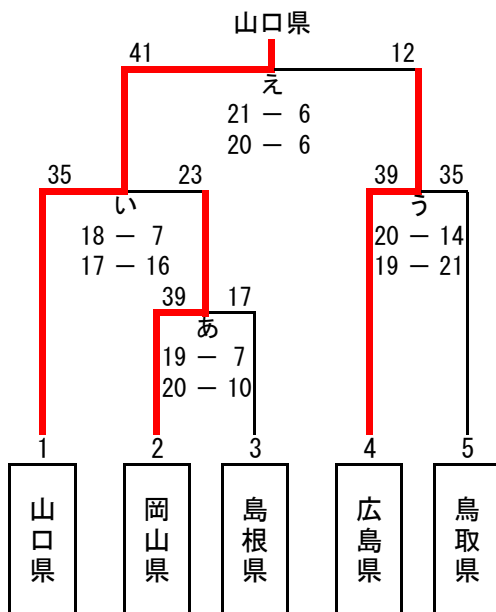 山口県
41 12
え
21 － 6
20 － 6
35 23
39 35
い
う
18 － 7
17 － 16
20 － 14
19 － 21
39 17
あ
19 － 7
20 － 10
1 2 3 4 5
山口県
岡山県
島根県
広島県
鳥取県